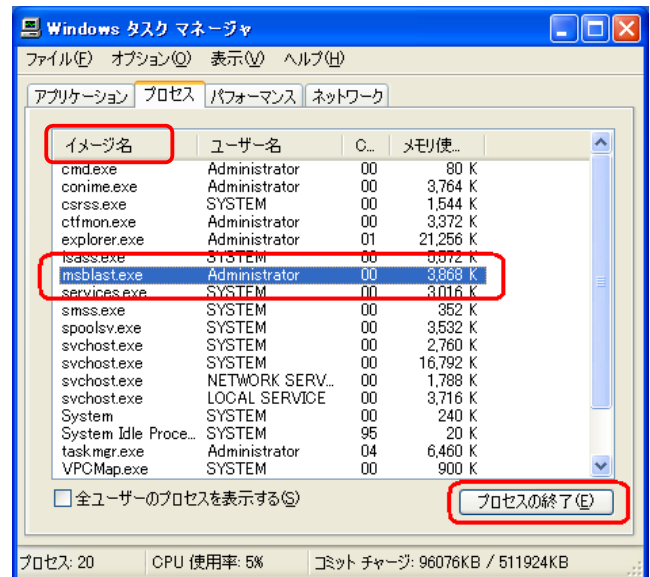 Windows タスク マネージャ
ファイル(F) オプション(O) 表示(V) ヘルプ(H)
アプリケーション プロセス パフォーマンス ネットワーク
イメージ名 ユーザー名 C... メモリ使...
cmd.exe Administrator 00 80 K
conime.exe Administrator 00 3,764 K
csrss.exe SYSTEM 00 1,544 K
ctfmon.exe Administrator 00 3,372 K
explorer.exe Administrator 01 21,256 K
lsass.exe SYSTEM 00 5,572 K
msblast.exe Administrator 00 3,868 K
services.exe SYSTEM 00 3,016 K
smss.exe SYSTEM 00 352 K
spoolsv.exe SYSTEM 00 3,532 K
svchost.exe SYSTEM 00 2,760 K
svchost.exe SYSTEM 00 16,792 K
svchost.exe NETWORK SERV... 00 1,788 K
svchost.exe LOCAL SERVICE 00 3,716 K
System SYSTEM 00 240 K
System Idle Proce... SYSTEM 95 20 K
taskmgr.exe Administrator 04 6,460 K
VPCMap.exe SYSTEM 00 900 K
全ユーザーのプロセスを表示する(S) プロセスの終了(E)
プロセス: 20 CPU 使用率: 5% コミット チャージ: 96076KB / 511924KB